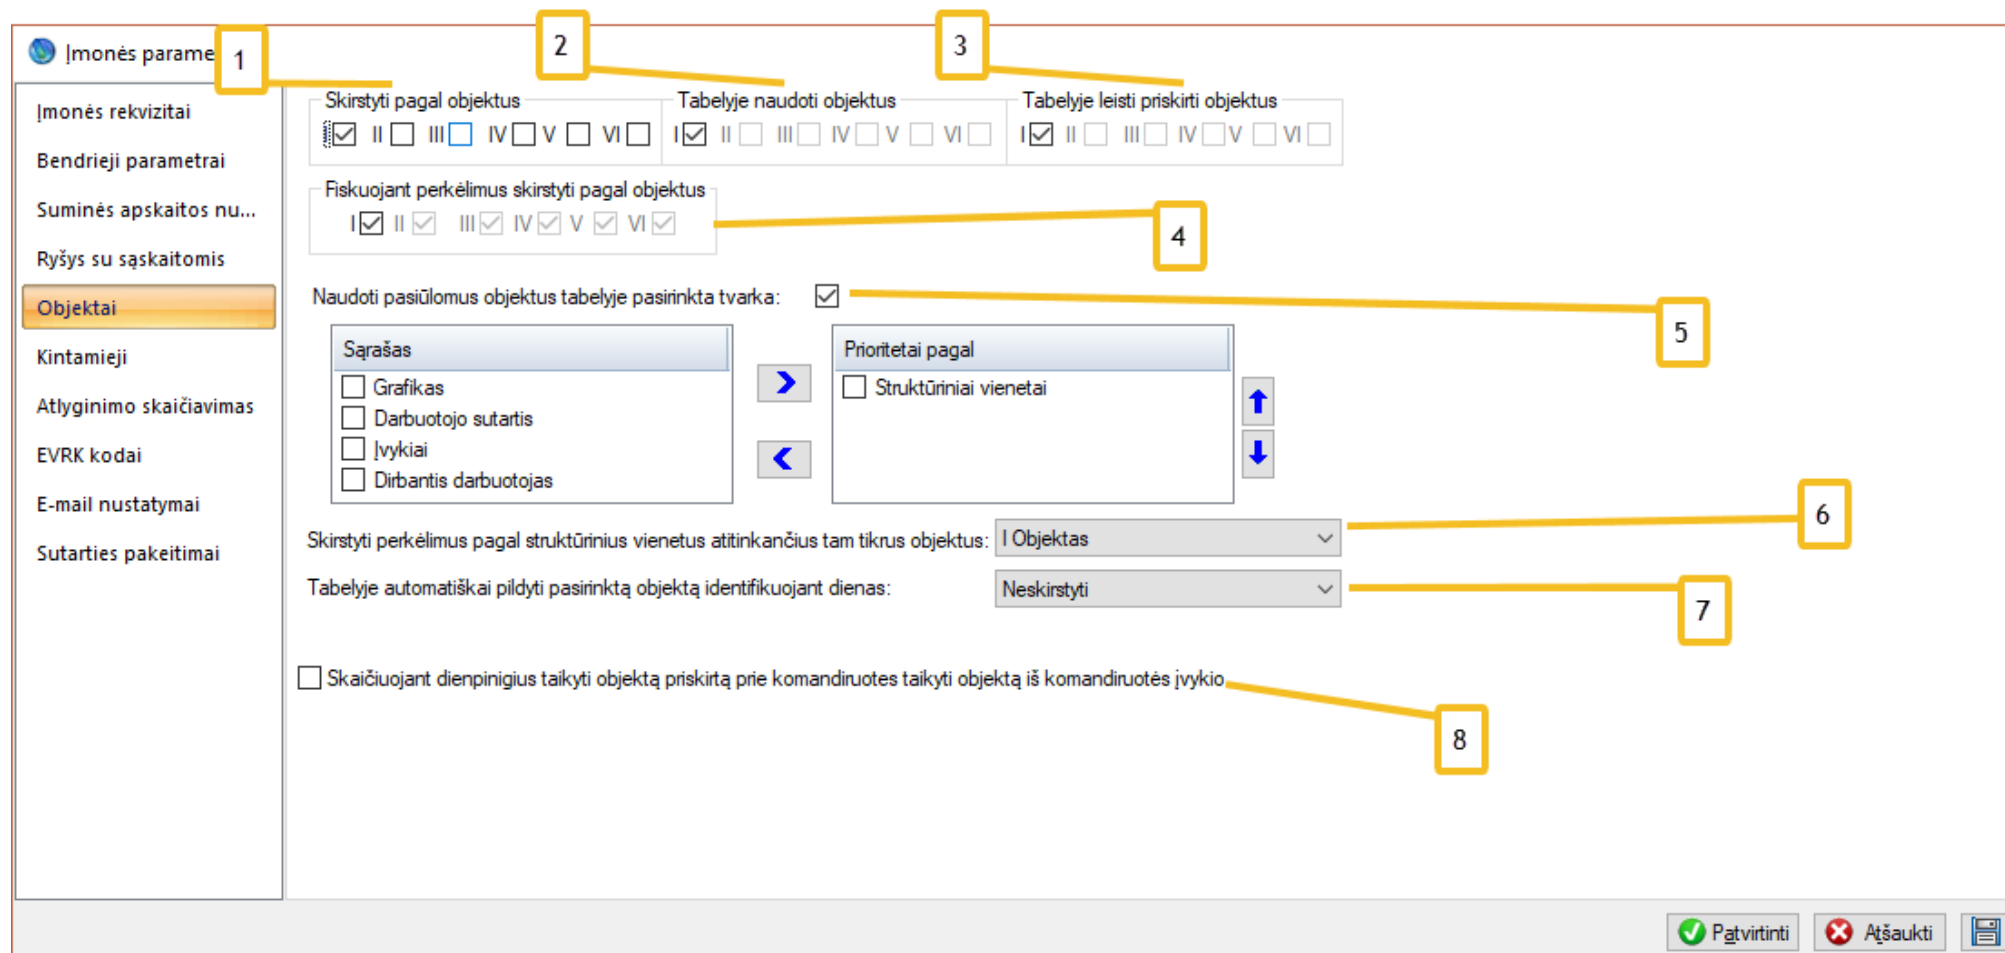 Įmonės parame
1
2
3
Įmonės rekvizitai
Bendrieji parametrai
Suminės apskaitos nu...
Ryšys su sąskaitomis
Objektai
Kintamieji
Atlyginimo skaičiavimas
EVRK kodai
E-mail nustatymai
Sutarties pakeitimai
Skirstyti pagal objektus
I II III IV V VI
Tabelyje naudoti objektus
I II III IV V VI
Tabelyje leisti priskirti objektus
I II III IV V VI
Fiskuojant perkėlimus skirstyti pagal objektus
I II III IV V VI
4
Naudoti pasiūlomus objektus tabelyje pasirinkta tvarka:
5
Sąrašas
Grafikas
Darbuotojo sutartis
Įvykiai
Dirbantis darbuotojas
Prioritetai pagal
Struktūriniai vienetai
Skirstyti perkėlimus pagal struktūrinius vienetus atitinkančius tam tikrus objektus: I Objektas
6
Tabelyje automatiškai pildyti pasirinktą objektą identifikuojant dienas: Neskirstyti
7
Skaičiuojant dienpinigius taikyti objektą priskirtą prie komandiruotes taikyti objektą iš komandiruotės įvykio
8
Patvirtinti
Atšaukti